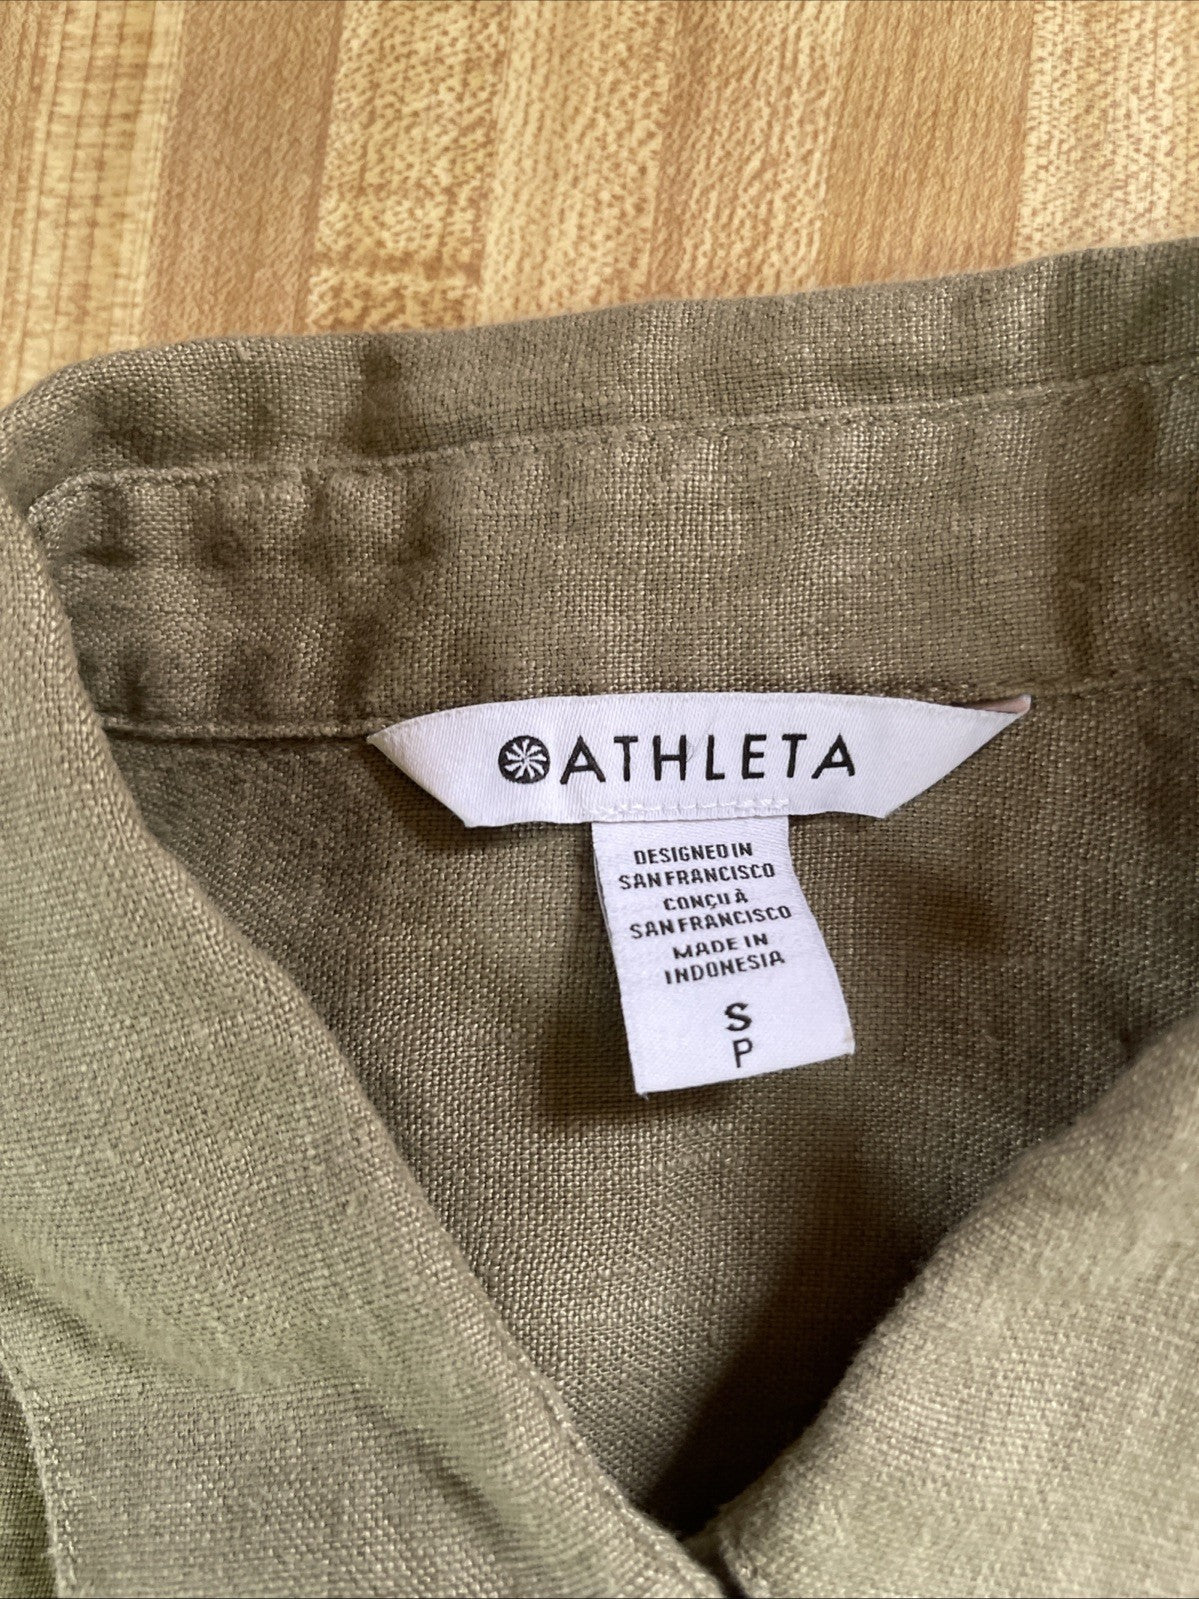 ATHLETA
DESIGNED IN
SAN FRANCISCO
CONÇU À
SAN FRANCISCO
MADE IN
INDONESIA
S
P